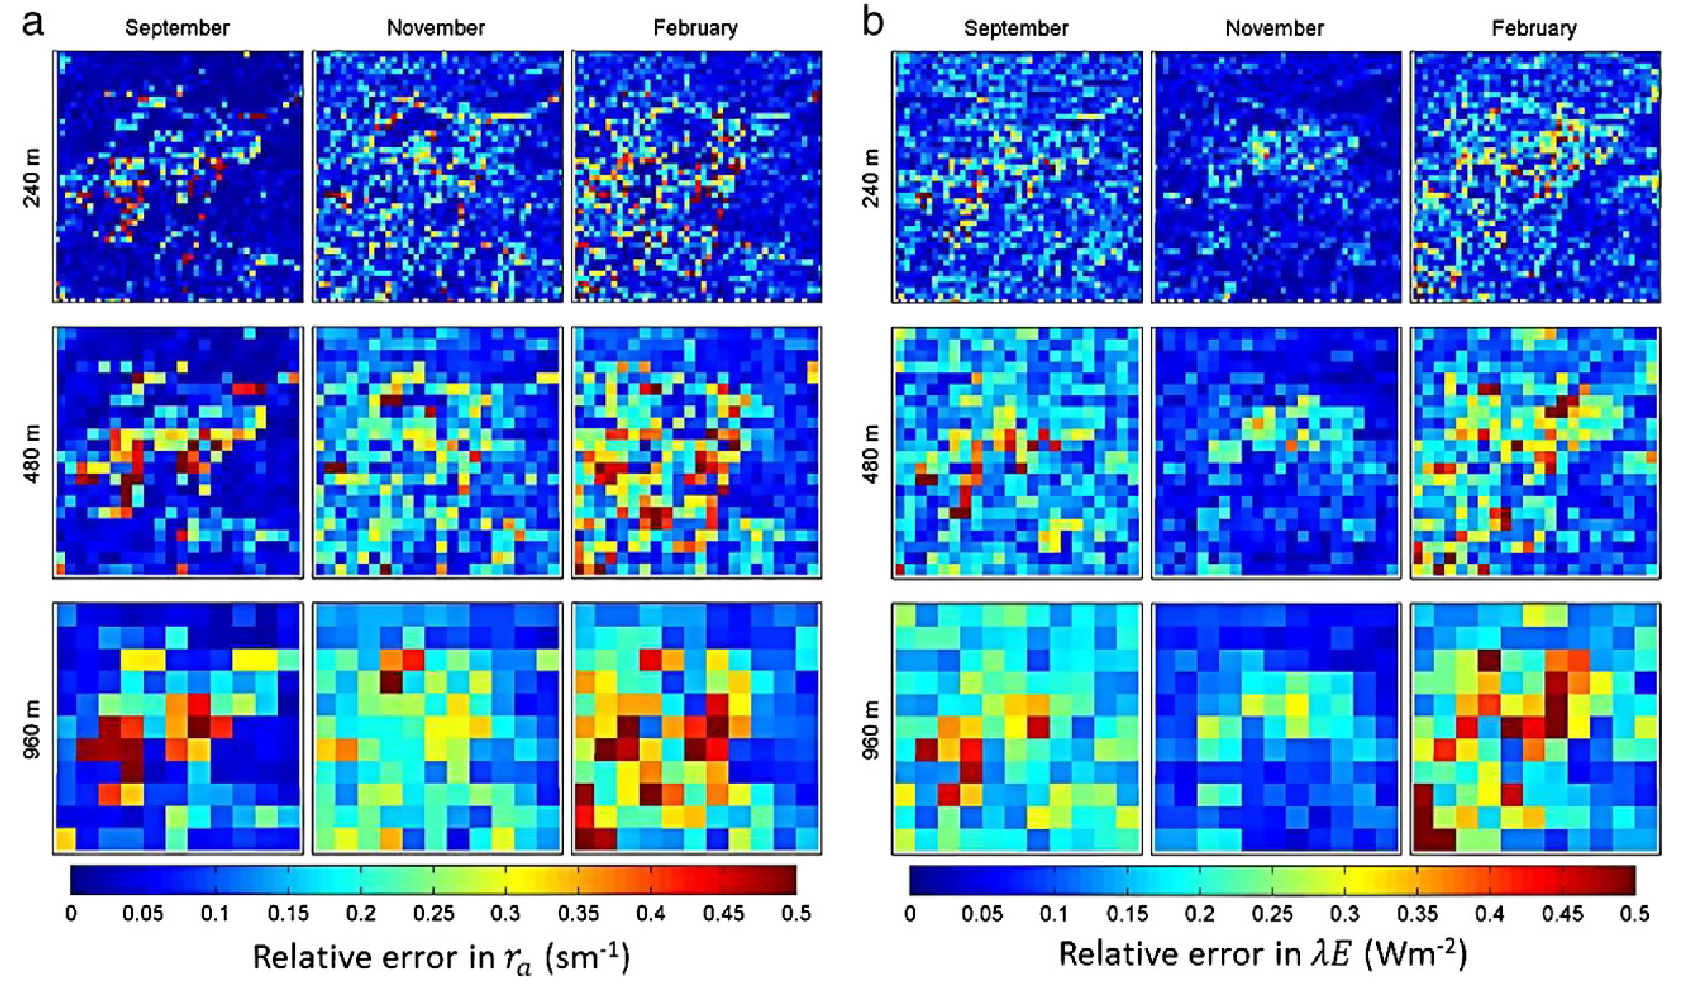 a
September November February
b
September November February
240 m
240 m
480 m
480 m
960 m
960 m
0 0.05 0.1 0.15 0.2 0.25 0.3 0.35 0.4 0.45 0.5
0 0.05 0.1 0.15 0.2 0.25 0.3 0.35 0.4 0.45 0.5
Relative error in rₐ (sm⁻¹)
Relative error in λE (Wm⁻²)